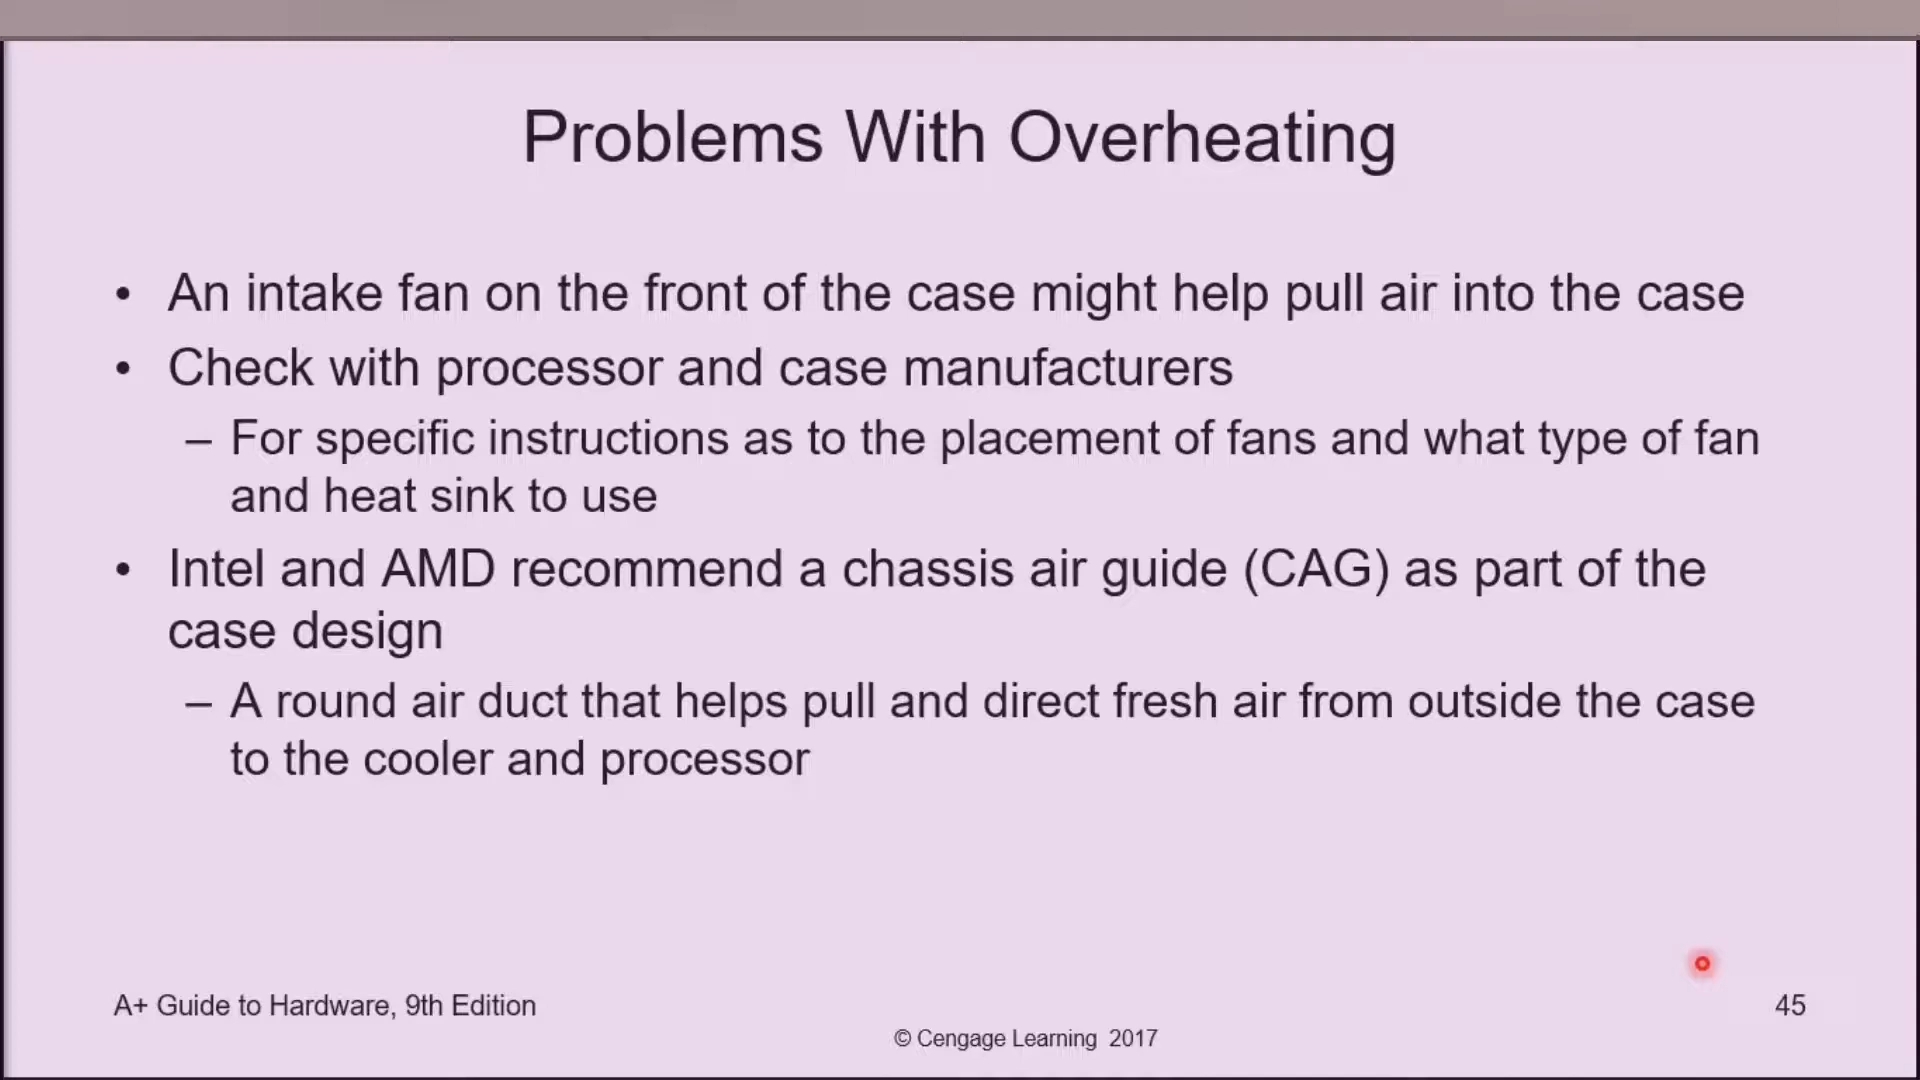 Problems With Overheating
• An intake fan on the front of the case might help pull air into the case
• Check with processor and case manufacturers
– For specific instructions as to the placement of fans and what type of fan
and heat sink to use
• Intel and AMD recommend a chassis air guide (CAG) as part of the
case design
– A round air duct that helps pull and direct fresh air from outside the case
to the cooler and processor
A+ Guide to Hardware, 9th Edition
45
© Cengage Learning 2017